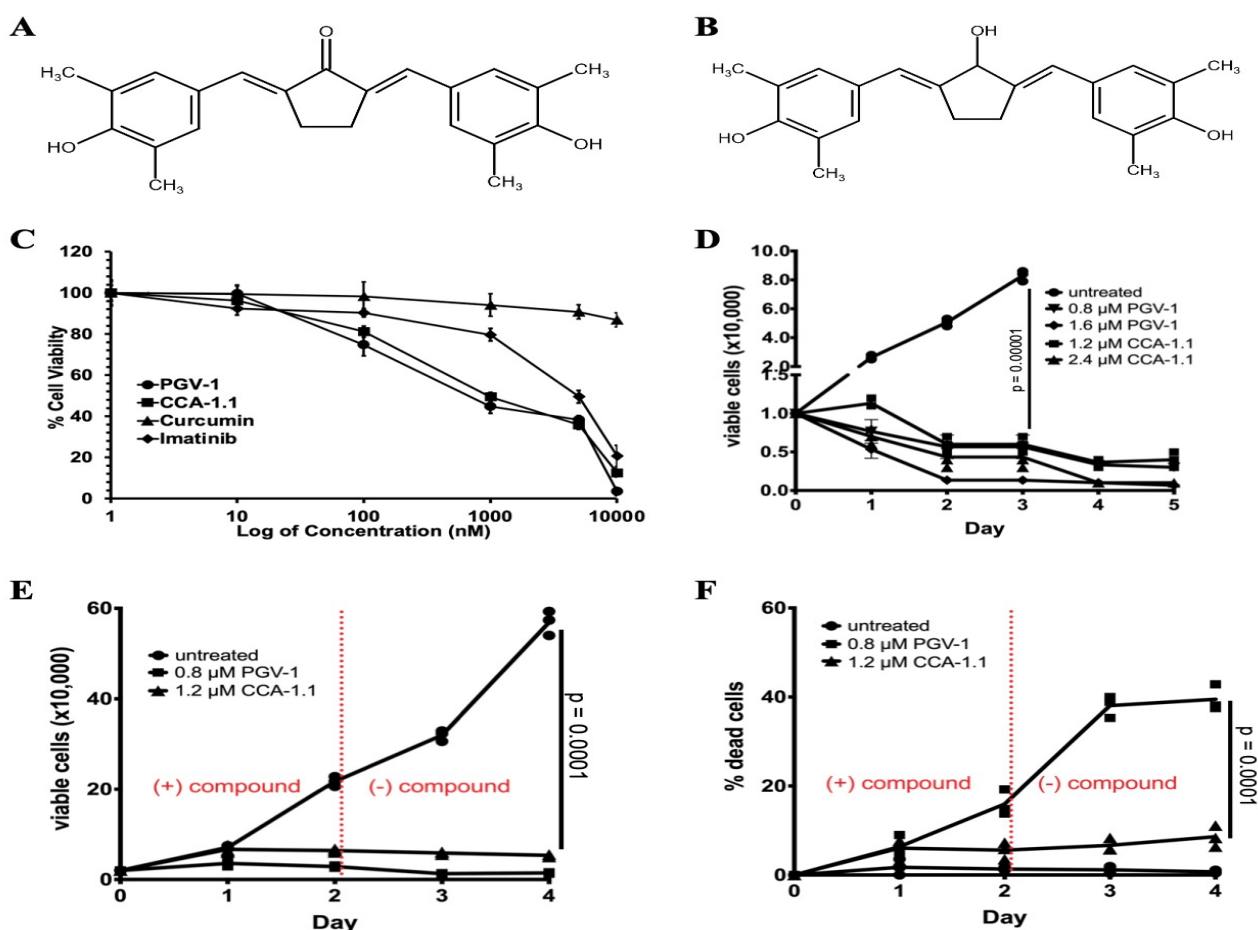 A
O
H₃C
CH₃
HO
OH
CH₃
CH₃
B
OH
H₃C
CH₃
HO
OH
CH₃
CH₃
C
120
100
80
60
40
20
0
% Cell Viabilty
PGV-1
CCA-1.1
Curcumin
Imatinib
1
10
100
1000
10000
Log of Concentration (nM)
D
10.0
8.0
6.0
4.0
2.0
1.5
1.0
0.5
0.0
viable cells (x10,000)
untreated
0.8 µM PGV-1
1.6 µM PGV-1
1.2 µM CCA-1.1
2.4 µM CCA-1.1
p = 0.00001
0
1
2
3
4
5
Day
E
60
40
20
0
viable cells (x10,000)
untreated
0.8 µM PGV-1
1.2 µM CCA-1.1
(+) compound
(-) compound
p = 0.0001
0
1
2
3
4
Day
F
60
40
20
0
% dead cells
untreated
0.8 µM PGV-1
1.2 µM CCA-1.1
(+) compound
(-) compound
p = 0.0001
0
1
2
3
4
Day